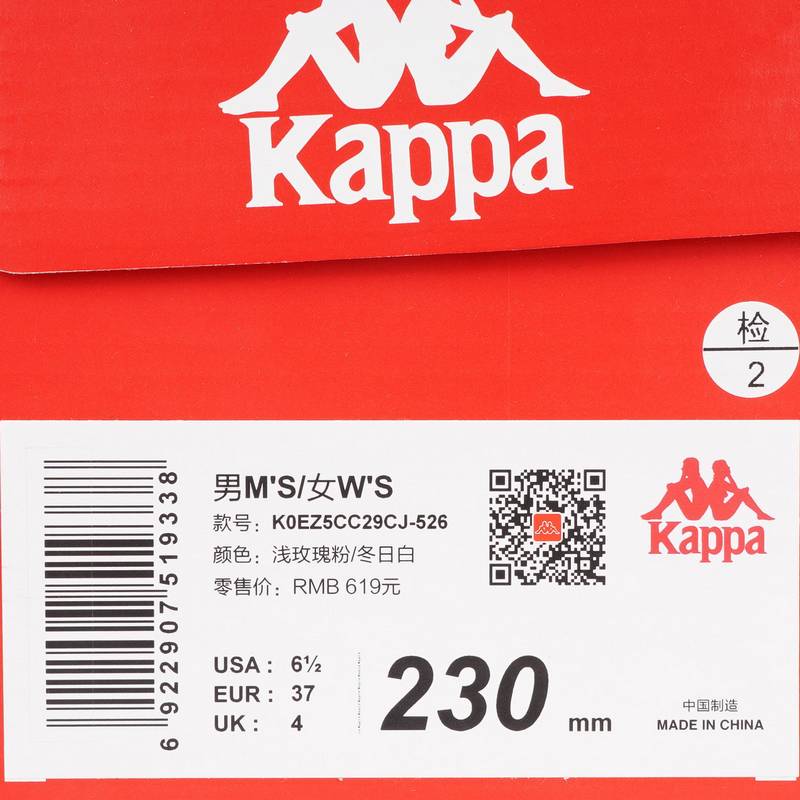 Kappa
检
2
男M'S/女W'S
款号: K0EZ5CC29CJ-526
颜色: 浅玫瑰粉/冬日白
零售价: RMB 619元
6922907519338
Kappa
USA : 6½
EUR : 37
UK : 4
230 mm
中国制造
MADE IN CHINA